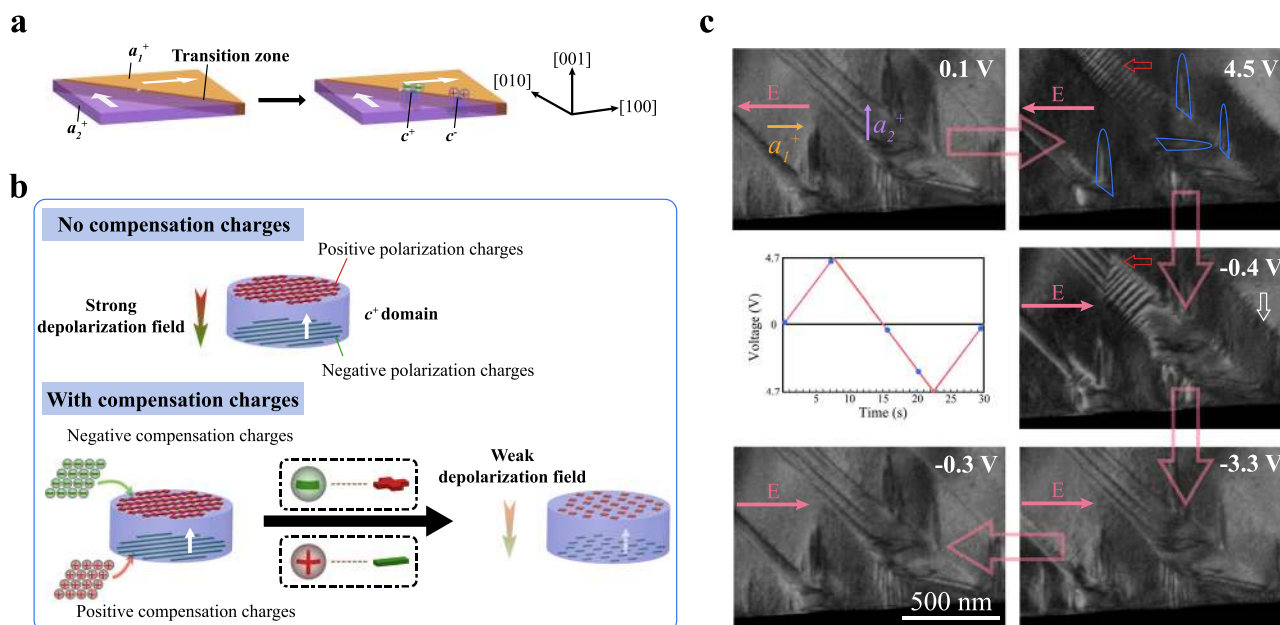 a
a1+
Transition zone
a2+
c+
c-
[001]
[010]
[100]
b
No compensation charges
Positive polarization charges
Strong
depolarization field
c+ domain
Negative polarization charges
With compensation charges
Negative compensation charges
Weak
depolarization field
Positive compensation charges
c
0.1 V
E
a1+
a2+
4.5 V
E
4.7
0
4.7
Voltage (V)
5
10
15
20
25
30
Time (s)
-0.4 V
E
-0.3 V
E
500 nm
-3.3 V
E